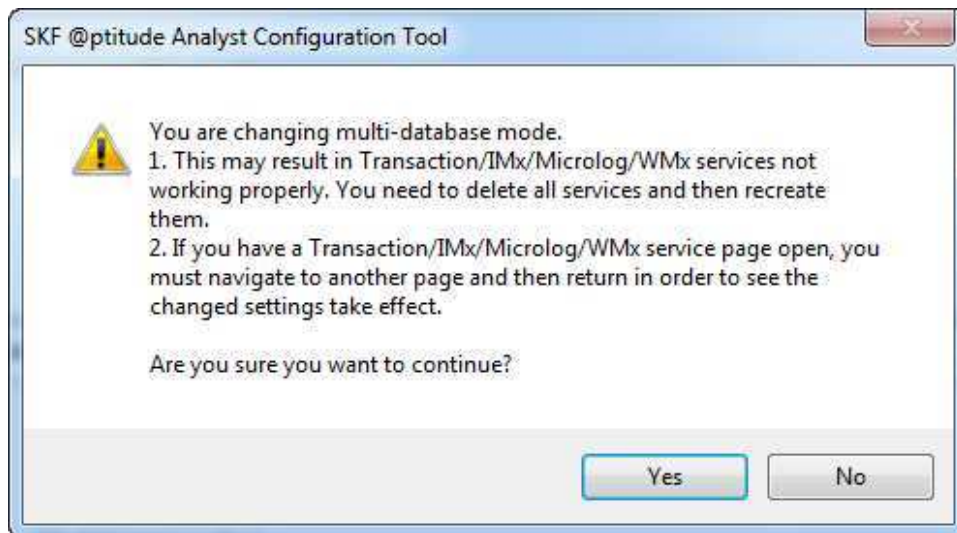 SKF @ptitude Analyst Configuration Tool
You are changing multi-database mode.
1. This may result in Transaction/IMx/Microlog/WMx services not
working properly. You need to delete all services and then recreate
them.
2. If you have a Transaction/IMx/Microlog/WMx service page open, you
must navigate to another page and then return in order to see the
changed settings take effect.
Are you sure you want to continue?
Yes
No